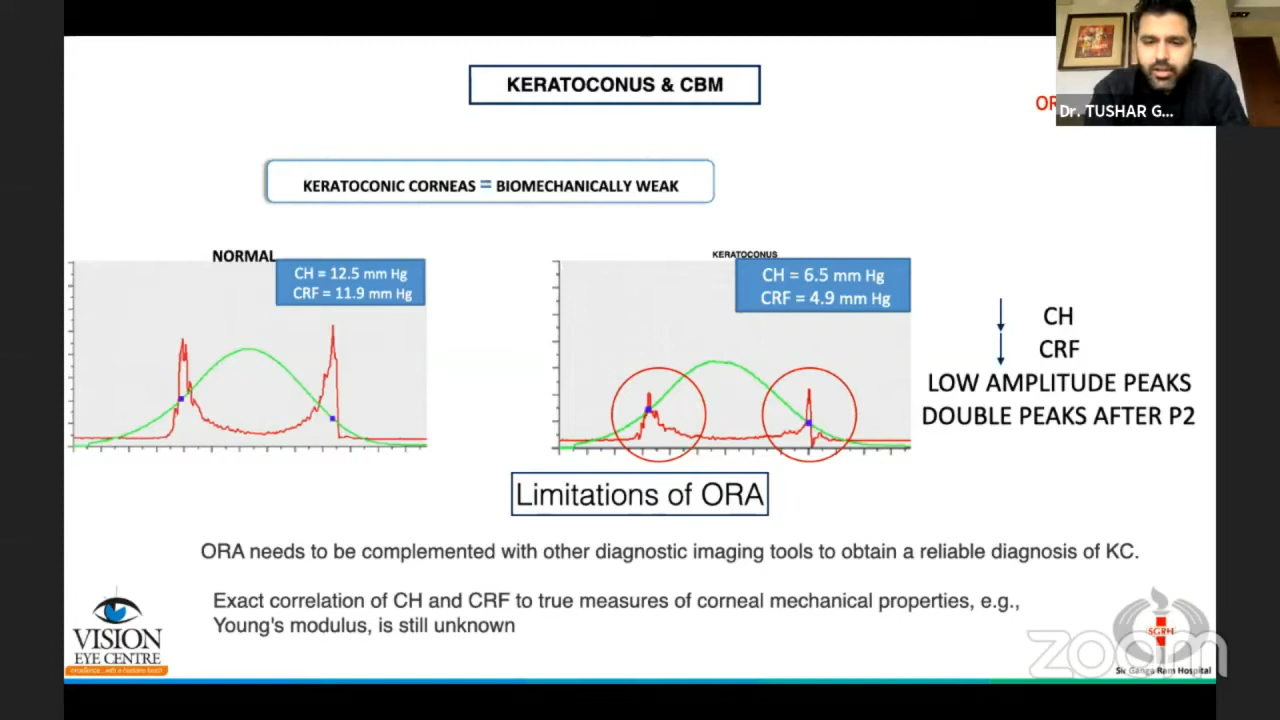 KERATOCONUS & CBM
OR
Dr. TUSHAR G...
KERATOCONIC CORNEAS = BIOMECHANICALLY WEAK
NORMAL
CH = 12.5 mm Hg
CRF = 11.9 mm Hg
KERATOCONUS
CH = 6.5 mm Hg
CRF = 4.9 mm Hg
CH
CRF
LOW AMPLITUDE PEAKS
DOUBLE PEAKS AFTER P2
Limitations of ORA
ORA needs to be complemented with other diagnostic imaging tools to obtain a reliable diagnosis of KC.
Exact correlation of CH and CRF to true measures of corneal mechanical properties, e.g.,
Young's modulus, is still unknown
VISION
EYE CENTRE
SGRH
zoom
Sir Ganga Ram Hospital